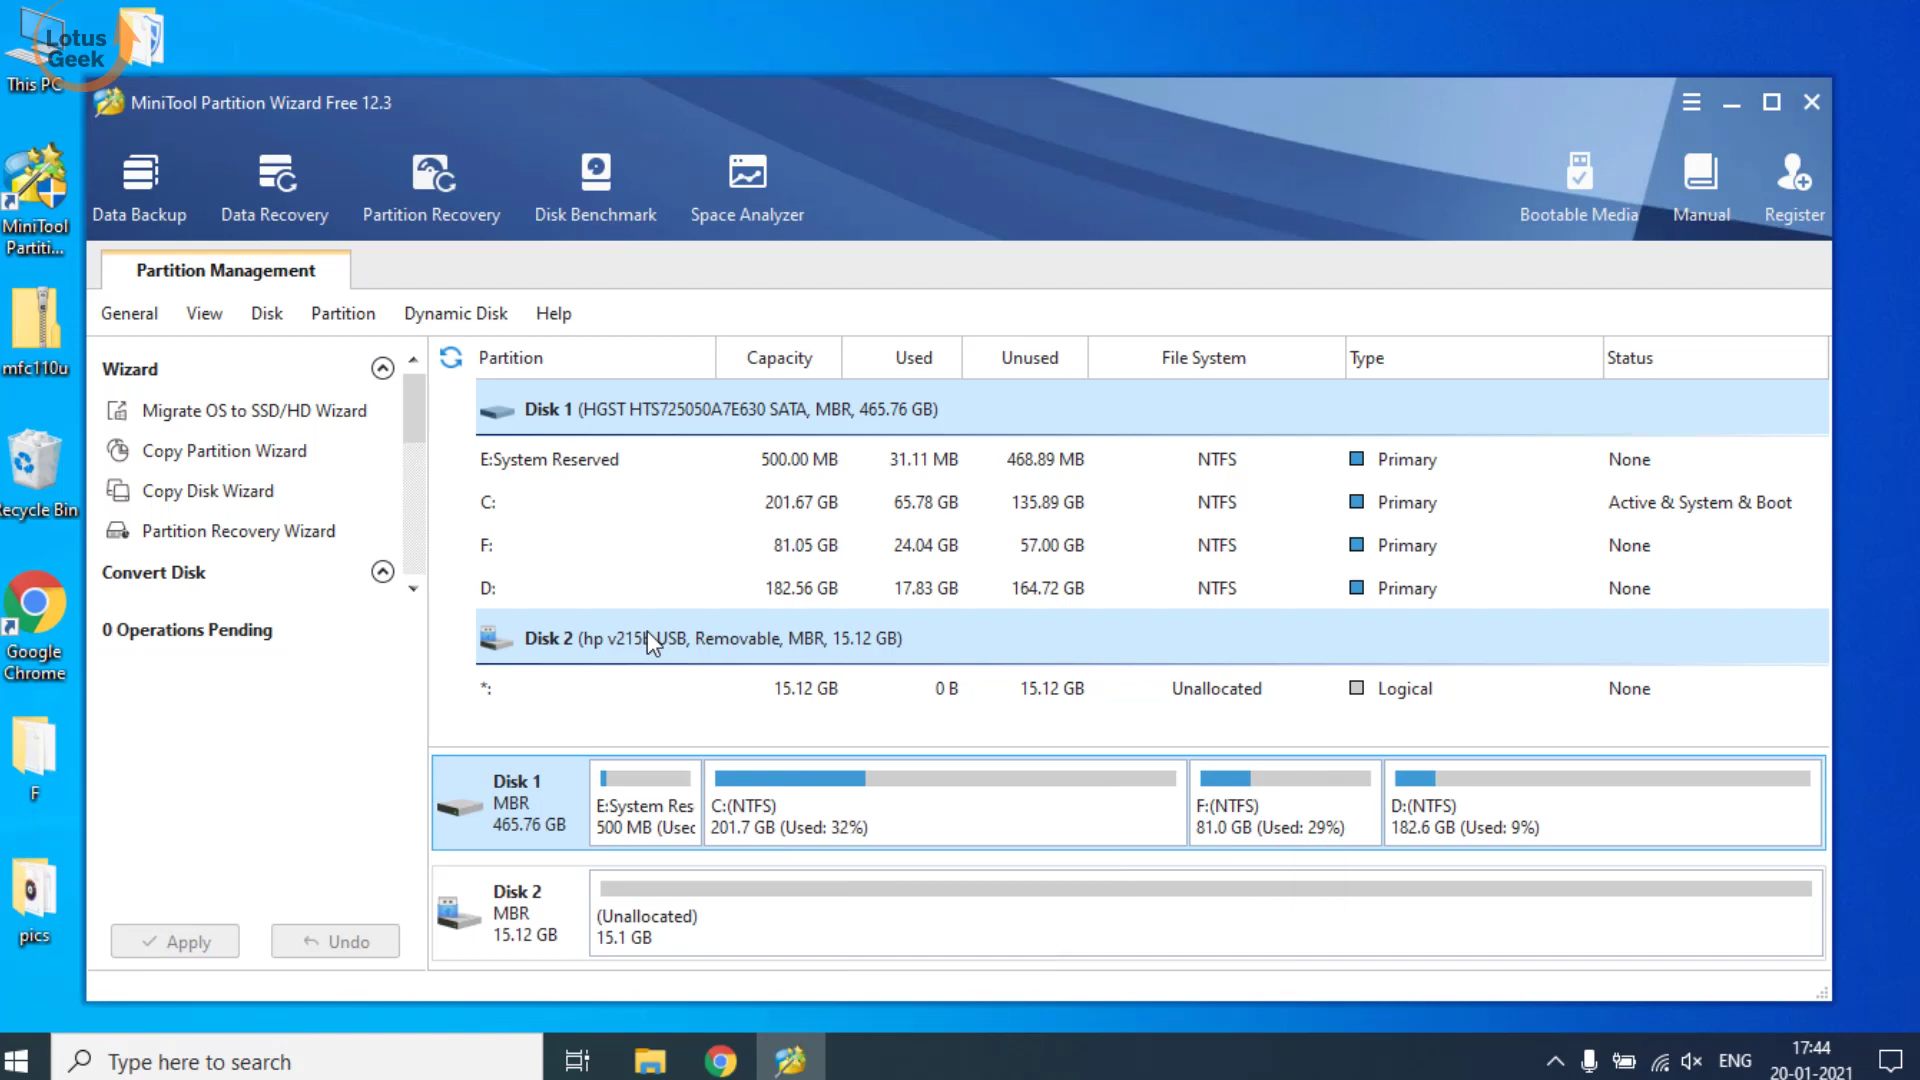 Lotus
Geek
This PC
MiniTool Partition Wizard Free 12.3
Data Backup
Data Recovery
Partition Recovery
Disk Benchmark
Space Analyzer
Bootable Media
Manual
Register
MiniTool
Partiti...
Partition Management
General
View
Disk
Partition
Dynamic Disk
Help
mfc110u
Wizard
Migrate OS to SSD/HD Wizard
Copy Partition Wizard
Copy Disk Wizard
Partition Recovery Wizard
Convert Disk
0 Operations Pending
ecycle Bin
Google
Chrome
F
pics
Partition Capacity Used Unused File System Type Status
Disk 1 (HGST HTS725050A7E630 SATA, MBR, 465.76 GB)
E:System Reserved 500.00 MB 31.11 MB 468.89 MB NTFS Primary None
C: 201.67 GB 65.78 GB 135.89 GB NTFS Primary Active & System & Boot
F: 81.05 GB 24.04 GB 57.00 GB NTFS Primary None
D: 182.56 GB 17.83 GB 164.72 GB NTFS Primary None
Disk 2 (hp v215b USB, Removable, MBR, 15.12 GB)
*: 15.12 GB 0 B 15.12 GB Unallocated Logical None
Disk 1
MBR
465.76 GB
E:System Res
500 MB (Used
C:(NTFS)
201.7 GB (Used: 32%)
F:(NTFS)
81.0 GB (Used: 29%)
D:(NTFS)
182.6 GB (Used: 9%)
Disk 2
MBR
15.12 GB
(Unallocated)
15.1 GB
Apply
Undo
Type here to search
ENG
17:44
20-01-2021